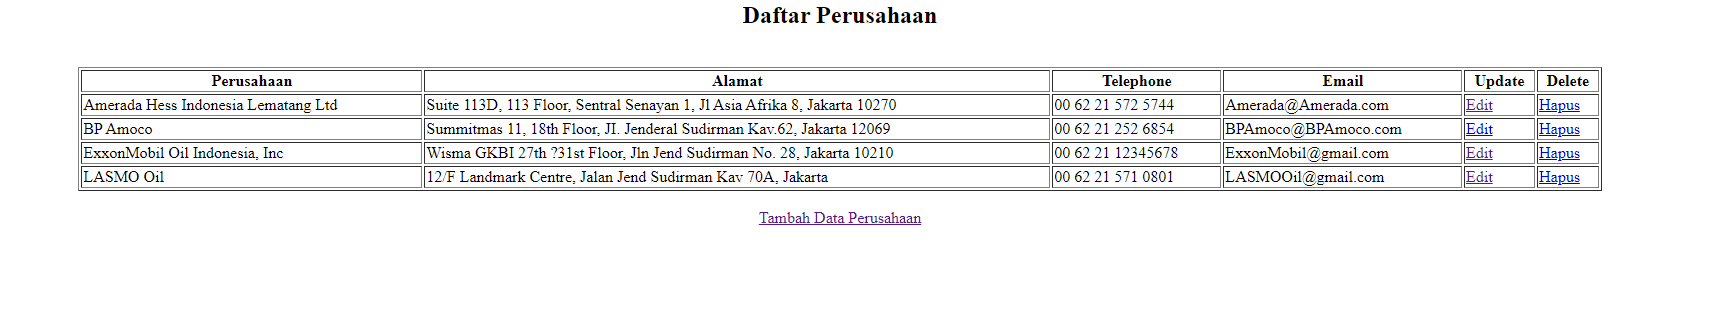 Daftar Perusahaan
Perusahaan Alamat Telephone Email Update Delete
Amerada Hess Indonesia Lematang Ltd Suite 113D, 113 Floor, Sentral Senayan 1, Jl Asia Afrika 8, Jakarta 10270 00 62 21 572 5744 Amerada@Amerada.com Edit Hapus
BP Amoco Summitmas 11, 18th Floor, JI. Jenderal Sudirman Kav.62, Jakarta 12069 00 62 21 252 6854 BPAmoco@BPAmoco.com Edit Hapus
ExxonMobil Oil Indonesia, Inc Wisma GKBI 27th ?31st Floor, Jln Jend Sudirman No. 28, Jakarta 10210 00 62 21 12345678 ExxonMobil@gmail.com Edit Hapus
LASMO Oil 12/F Landmark Centre, Jalan Jend Sudirman Kav 70A, Jakarta 00 62 21 571 0801 LASMOOil@gmail.com Edit Hapus
Tambah Data Perusahaan